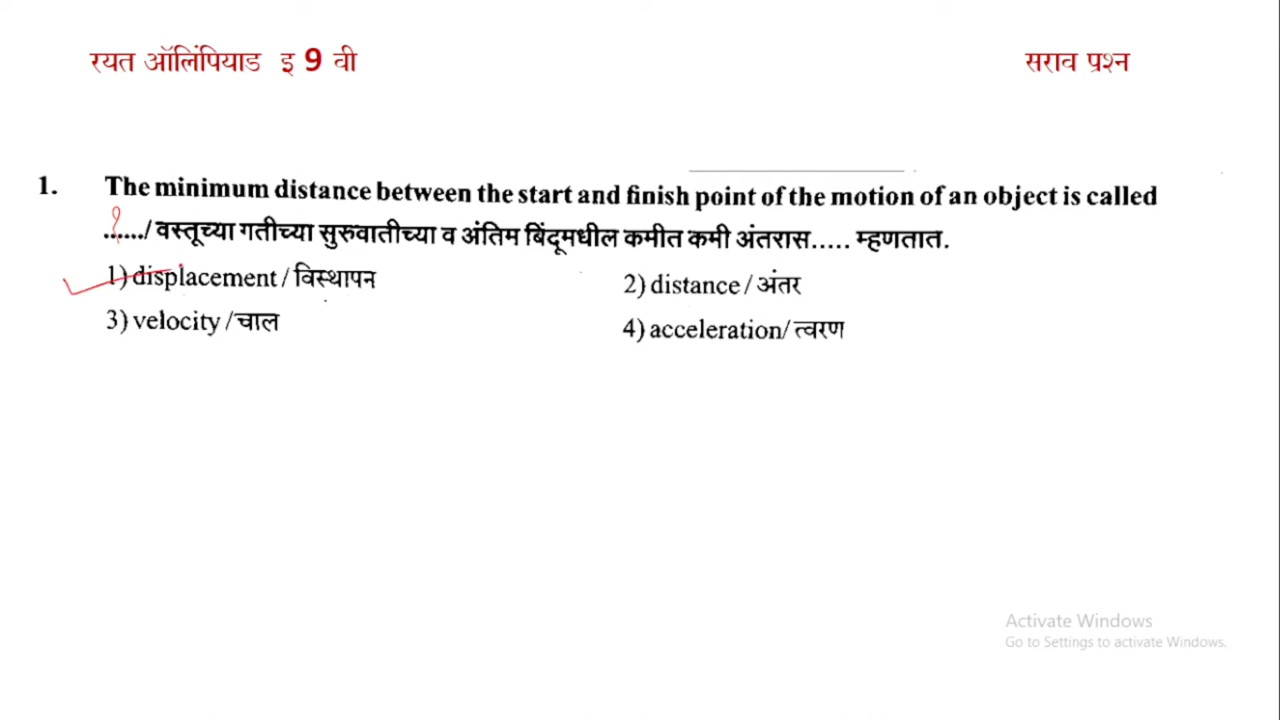 रयत ऑलिंपियाड इ 9 वी सराव प्रश्न
1. The minimum distance between the start and finish point of the motion of an object is called
....../ वस्तूच्या गतीच्या सुरुवातीच्या व अंतिम बिंदूमधील कमीत कमी अंतरास..... म्हणतात.
1) displacement / विस्थापन 2) distance / अंतर
3) velocity / चाल 4) acceleration/ त्वरण
Activate Windows
Go to Settings to activate Windows.